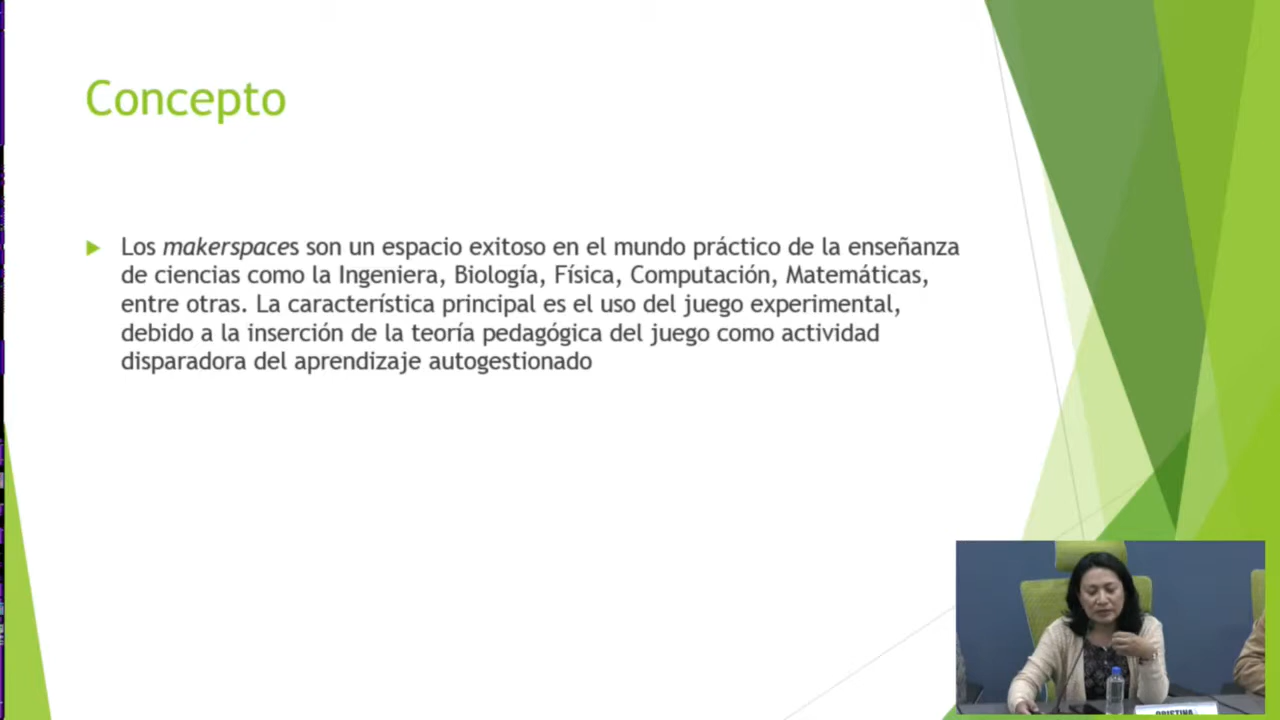 Concepto
Los makerspaces son un espacio exitoso en el mundo práctico de la enseñanza
de ciencias como la Ingeniera, Biología, Física, Computación, Matemáticas,
entre otras. La característica principal es el uso del juego experimental,
debido a la inserción de la teoría pedagógica del juego como actividad
disparadora del aprendizaje autogestionado